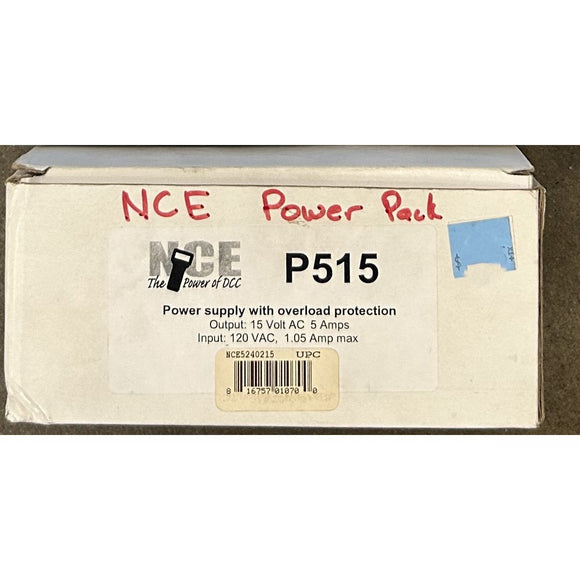 NCE Power Pack
NCE
The Power of DCC
P515
Power supply with overload protection
Output: 15 Volt AC 5 Amps
Input: 120 VAC, 1.05 Amp max
NCE5240215 UPC
8 16757 01070 0